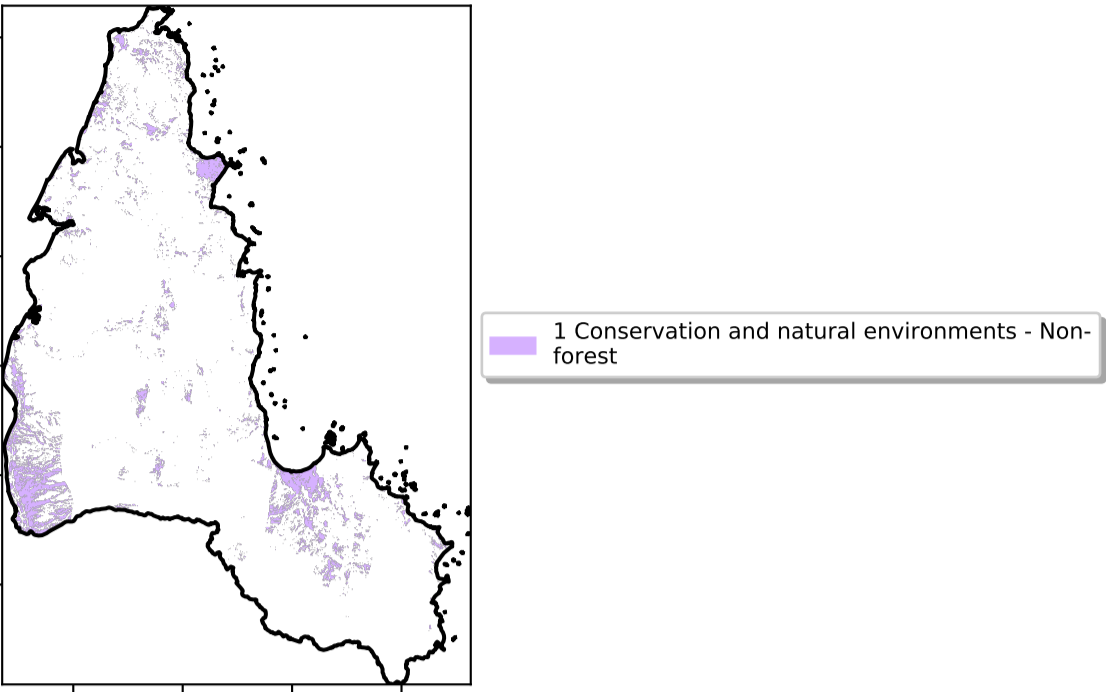 1 Conservation and natural environments - Non-
forest